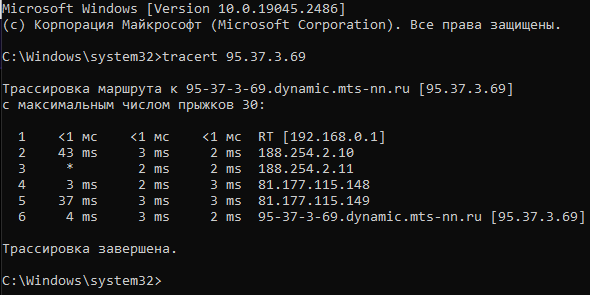 Microsoft Windows [Version 10.0.19045.2486]
(c) Корпорация Майкрософт (Microsoft Corporation). Все права защищены.
C:\Windows\system32>tracert 95.37.3.69
Трассировка маршрута к 95-37-3-69.dynamic.mts-nn.ru [95.37.3.69]
с максимальным числом прыжков 30:
1 <1 мс <1 мс <1 мс RT [192.168.0.1]
2 43 ms 3 ms 2 ms 188.254.2.10
3 * 2 ms 2 ms 188.254.2.11
4 3 ms 2 ms 3 ms 81.177.115.148
5 37 ms 3 ms 3 ms 81.177.115.149
6 4 ms 3 ms 2 ms 95-37-3-69.dynamic.mts-nn.ru [95.37.3.69]
Трассировка завершена.
C:\Windows\system32>